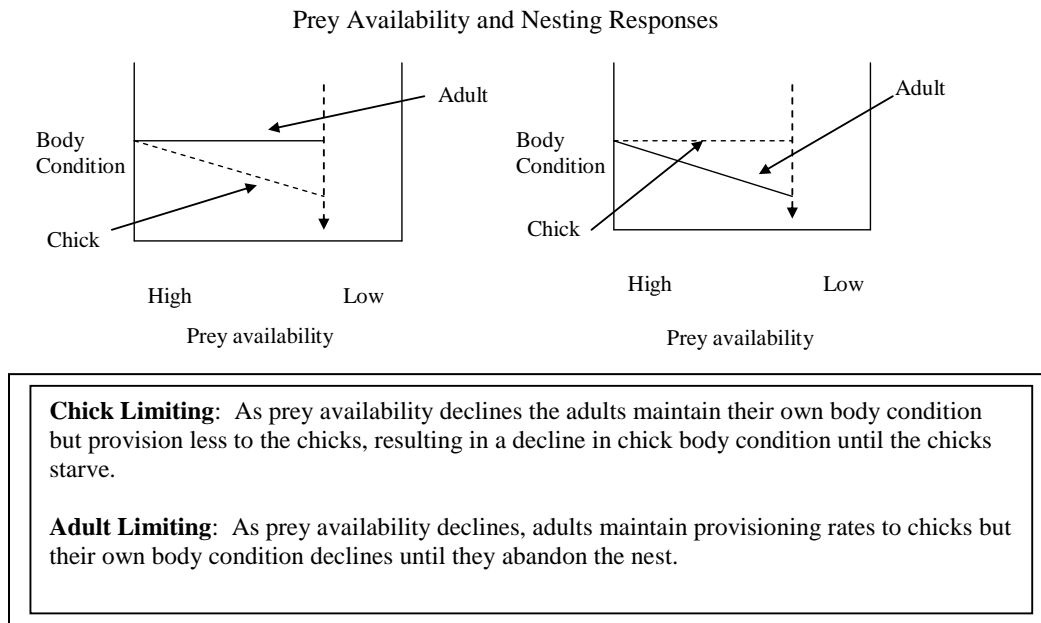 Prey Availability and Nesting Responses
Adult
Body
Condition
Chick
High
Low
Prey availability
Adult
Body
Condition
Chick
High
Low
Prey availability
Chick Limiting: As prey availability declines the adults maintain their own body condition
but provision less to the chicks, resulting in a decline in chick body condition until the chicks
starve.
Adult Limiting: As prey availability declines, adults maintain provisioning rates to chicks but
their own body condition declines until they abandon the nest.